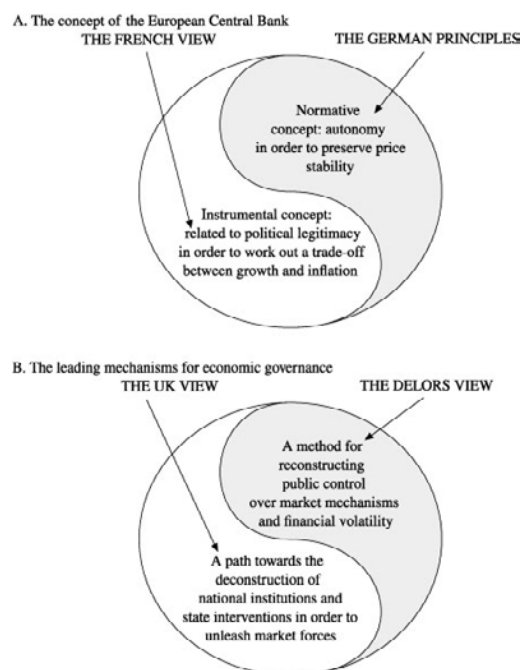 A. The concept of the European Central Bank
THE FRENCH VIEW THE GERMAN PRINCIPLES
Normative
concept: autonomy
in order to preserve price
stability
Instrumental concept:
related to political legitimacy
in order to work out a trade-off
between growth and inflation
B. The leading mechanisms for economic governance
THE UK VIEW THE DELORS VIEW
A method for
reconstructing
public control
over market mechanisms
and financial volatility
A path towards the
deconstruction of
national institutions and
state interventions in order to
unleash market forces